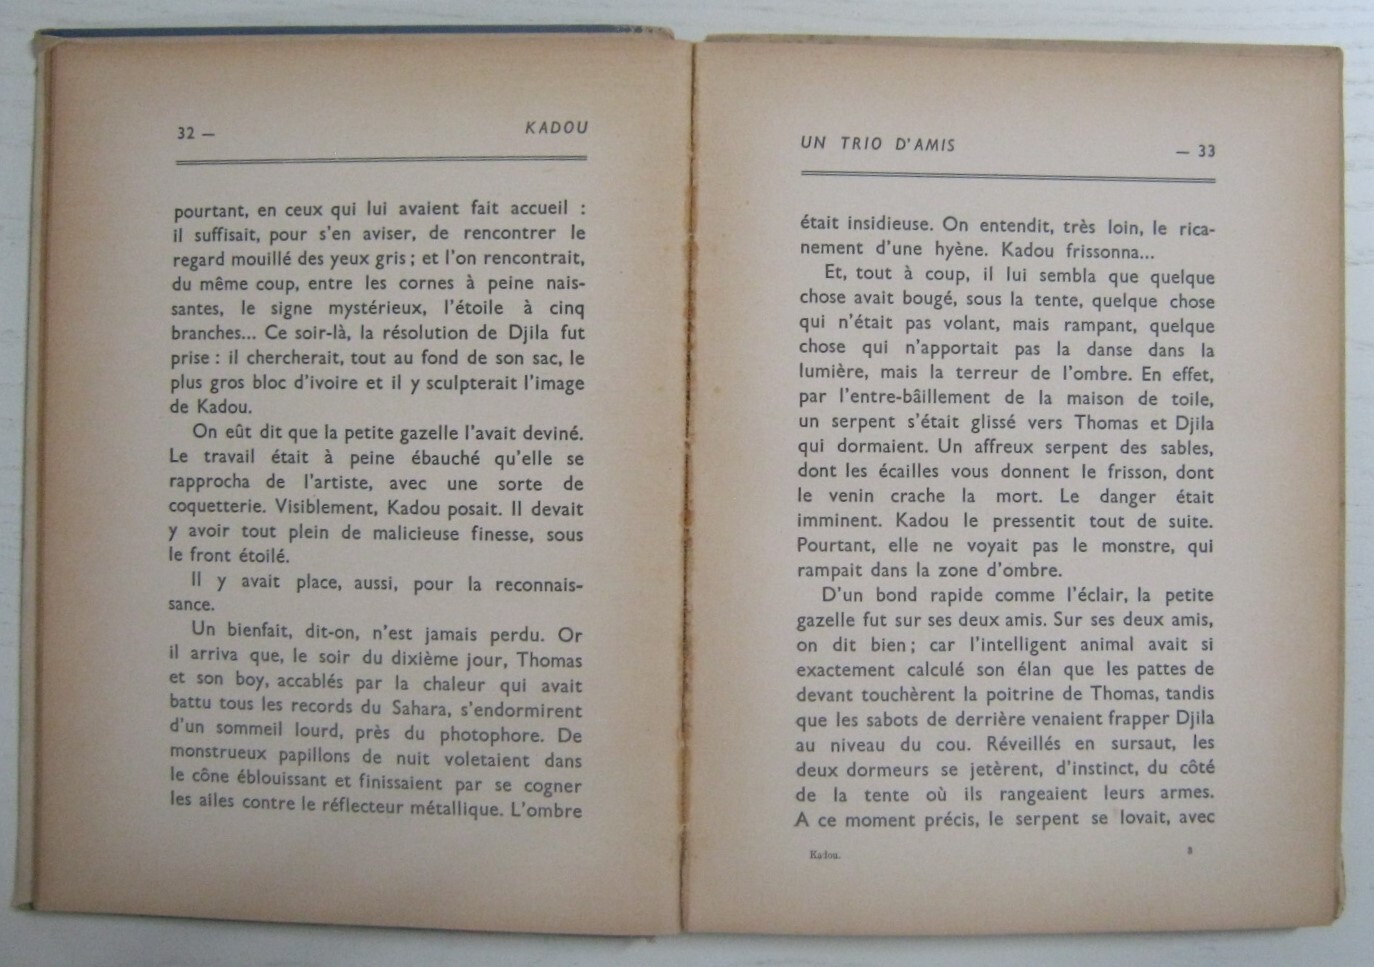 32 — KADOU
pourtant, en ceux qui lui avaient fait accueil :
il suffisait, pour s'en aviser, de rencontrer le
regard mouillé des yeux gris ; et l'on rencontrait,
du même coup, entre les cornes à peine nais-
santes, le signe mystérieux, l'étoile à cinq
branches... Ce soir-là, la résolution de Djila fut
prise : il chercherait, tout au fond de son sac, le
plus gros bloc d'ivoire et il y sculpterait l'image
de Kadou.
On eût dit que la petite gazelle l'avait deviné.
Le travail était à peine ébauché qu'elle se
rapprocha de l'artiste, avec une sorte de
coquetterie. Visiblement, Kadou posait. Il devait
y avoir tout plein de malicieuse finesse, sous
le front étoilé.
Il y avait place, aussi, pour la reconnais-
sance.
Un bienfait, dit-on, n'est jamais perdu. Or
il arriva que, le soir du dixième jour, Thomas
et son boy, accablés par la chaleur qui avait
battu tous les records du Sahara, s'endormirent
d'un sommeil lourd, près du photophore. De
monstrueux papillons de nuit voletaient dans
le cône éblouissant et finissaient par se cogner
les ailes contre le réflecteur métallique. L'ombre
UN TRIO D'AMIS — 33
était insidieuse. On entendit, très loin, le rica-
nement d'une hyène. Kadou frissonna...
Et, tout à coup, il lui sembla que quelque
chose avait bougé, sous la tente, quelque chose
qui n'était pas volant, mais rampant, quelque
chose qui n'apportait pas la danse dans la
lumière, mais la terreur de l'ombre. En effet,
par l'entre-bâillement de la maison de toile,
un serpent s'était glissé vers Thomas et Djila
qui dormaient. Un affreux serpent des sables,
dont les écailles vous donnent le frisson, dont
le venin crache la mort. Le danger était
imminent. Kadou le pressentit tout de suite.
Pourtant, elle ne voyait pas le monstre, qui
rampait dans la zone d'ombre.
D'un bond rapide comme l'éclair, la petite
gazelle fut sur ses deux amis. Sur ses deux amis,
on dit bien ; car l'intelligent animal avait si
exactement calculé son élan que les pattes de
devant touchèrent la poitrine de Thomas, tandis
que les sabots de derrière venaient frapper Djila
au niveau du cou. Réveillés en sursaut, les
deux dormeurs se jetèrent, d'instinct, du côté
de la tente où ils rangeaient leurs armes.
A ce moment précis, le serpent se lovait, avec
Kadou.